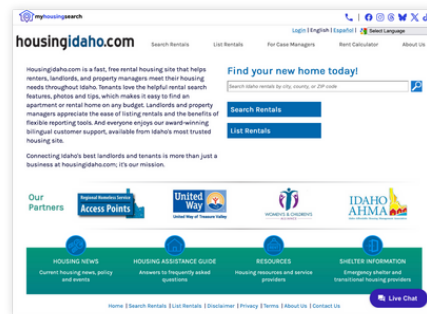 myhousingsearch
Login | English | Español | Select Language
housingidaho.com
Search Rentals List Rentals For Case Managers Rent Calculator About Us
Housingidaho.com is a fast, free rental housing site that helps
renters, landlords, and property managers meet their housing
needs throughout Idaho. Tenants love the helpful rental search
features, photos and tips, which makes it easy to find an
apartment or rental home on any budget. Landlords and property
managers appreciate the ease of listing rentals and the benefits of
flexible reporting tools. And everyone enjoys our award-winning
bilingual customer support, available from Idaho's most trusted
housing site.
Connecting Idaho's best landlords and tenants is more than just a
business at housingidaho.com; it's our mission.
Find your new home today!
Search Idaho rentals by city, county, or ZIP code
Search Rentals
List Rentals
Our
Partners
Regional Homeless Service
Access Points
United
Way
United Way of Treasure Valley
WOMEN'S & CHILDREN'S
IDAHO
AHMA
HOUSING NEWS
Current housing news, policy
and events
HOUSING ASSISTANCE GUIDE
Answers to frequently asked
questions
RESOURCES
Housing resources and service
providers
SHELTER INFORMATION
Emergency shelter and
transitional housing providers
Live Chat
Home | Search Rentals | List Rentals | Disclaimer | Privacy | Terms | About Us | Contact Us